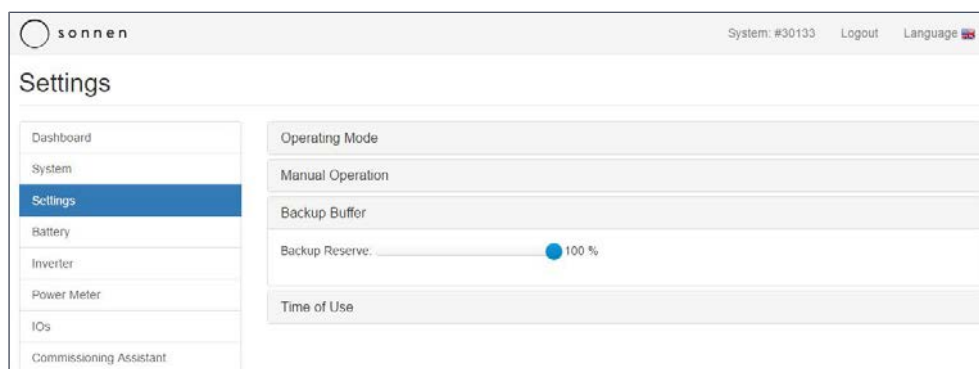 sonnen
System: #30133 Logout Language
Settings
Dashboard
System
Settings
Battery
Inverter
Power Meter
IOs
Commissioning Assistant
Operating Mode
Manual Operation
Backup Buffer
Backup Reserve: 100 %
Time of Use